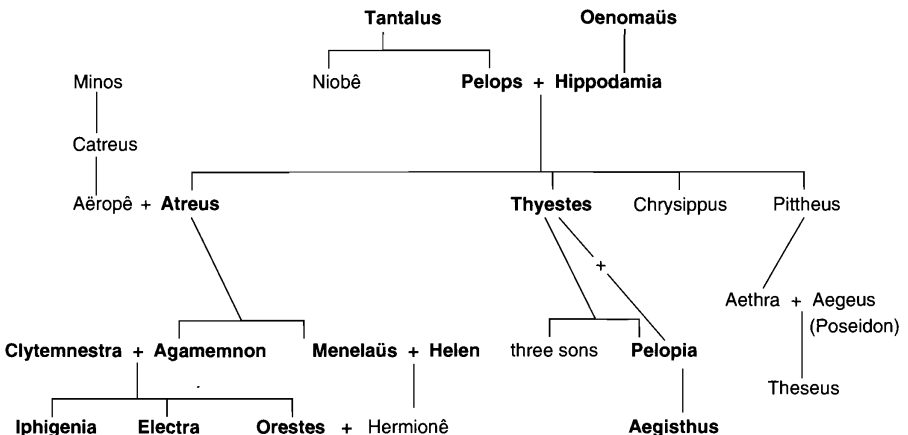 Tantalus Oenomaüs
Minos Niobê Pelops + Hippodamia
Catreus
Aëropê + Atreus Thyestes Chrysippus Pittheus
+
Aethra + Aegeus
(Poseidon)
Clytemnestra + Agamemnon Menelaüs + Helen three sons Pelopia
Theseus
Iphigenia Electra Orestes + Hermionê Aegisthus